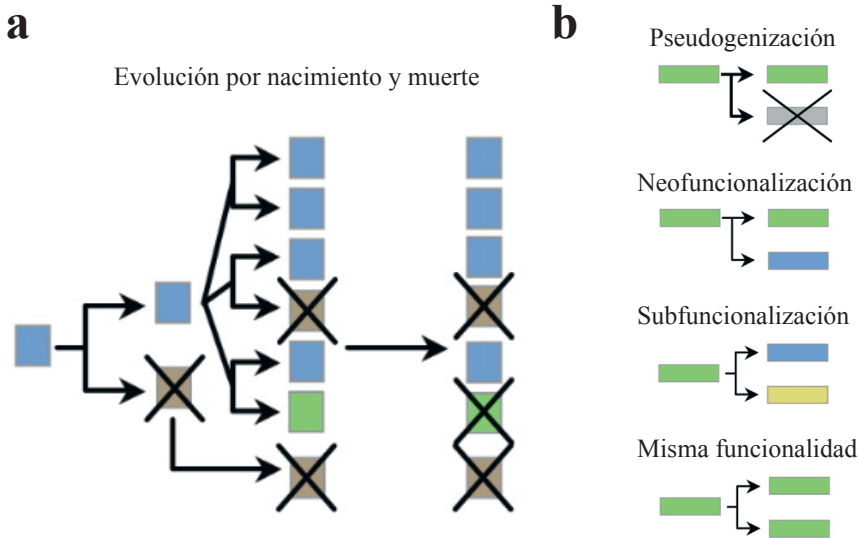 a
Evolución por nacimiento y muerte
b
Pseudogenización
Neofuncionalización
Subfuncionalización
Misma funcionalidad